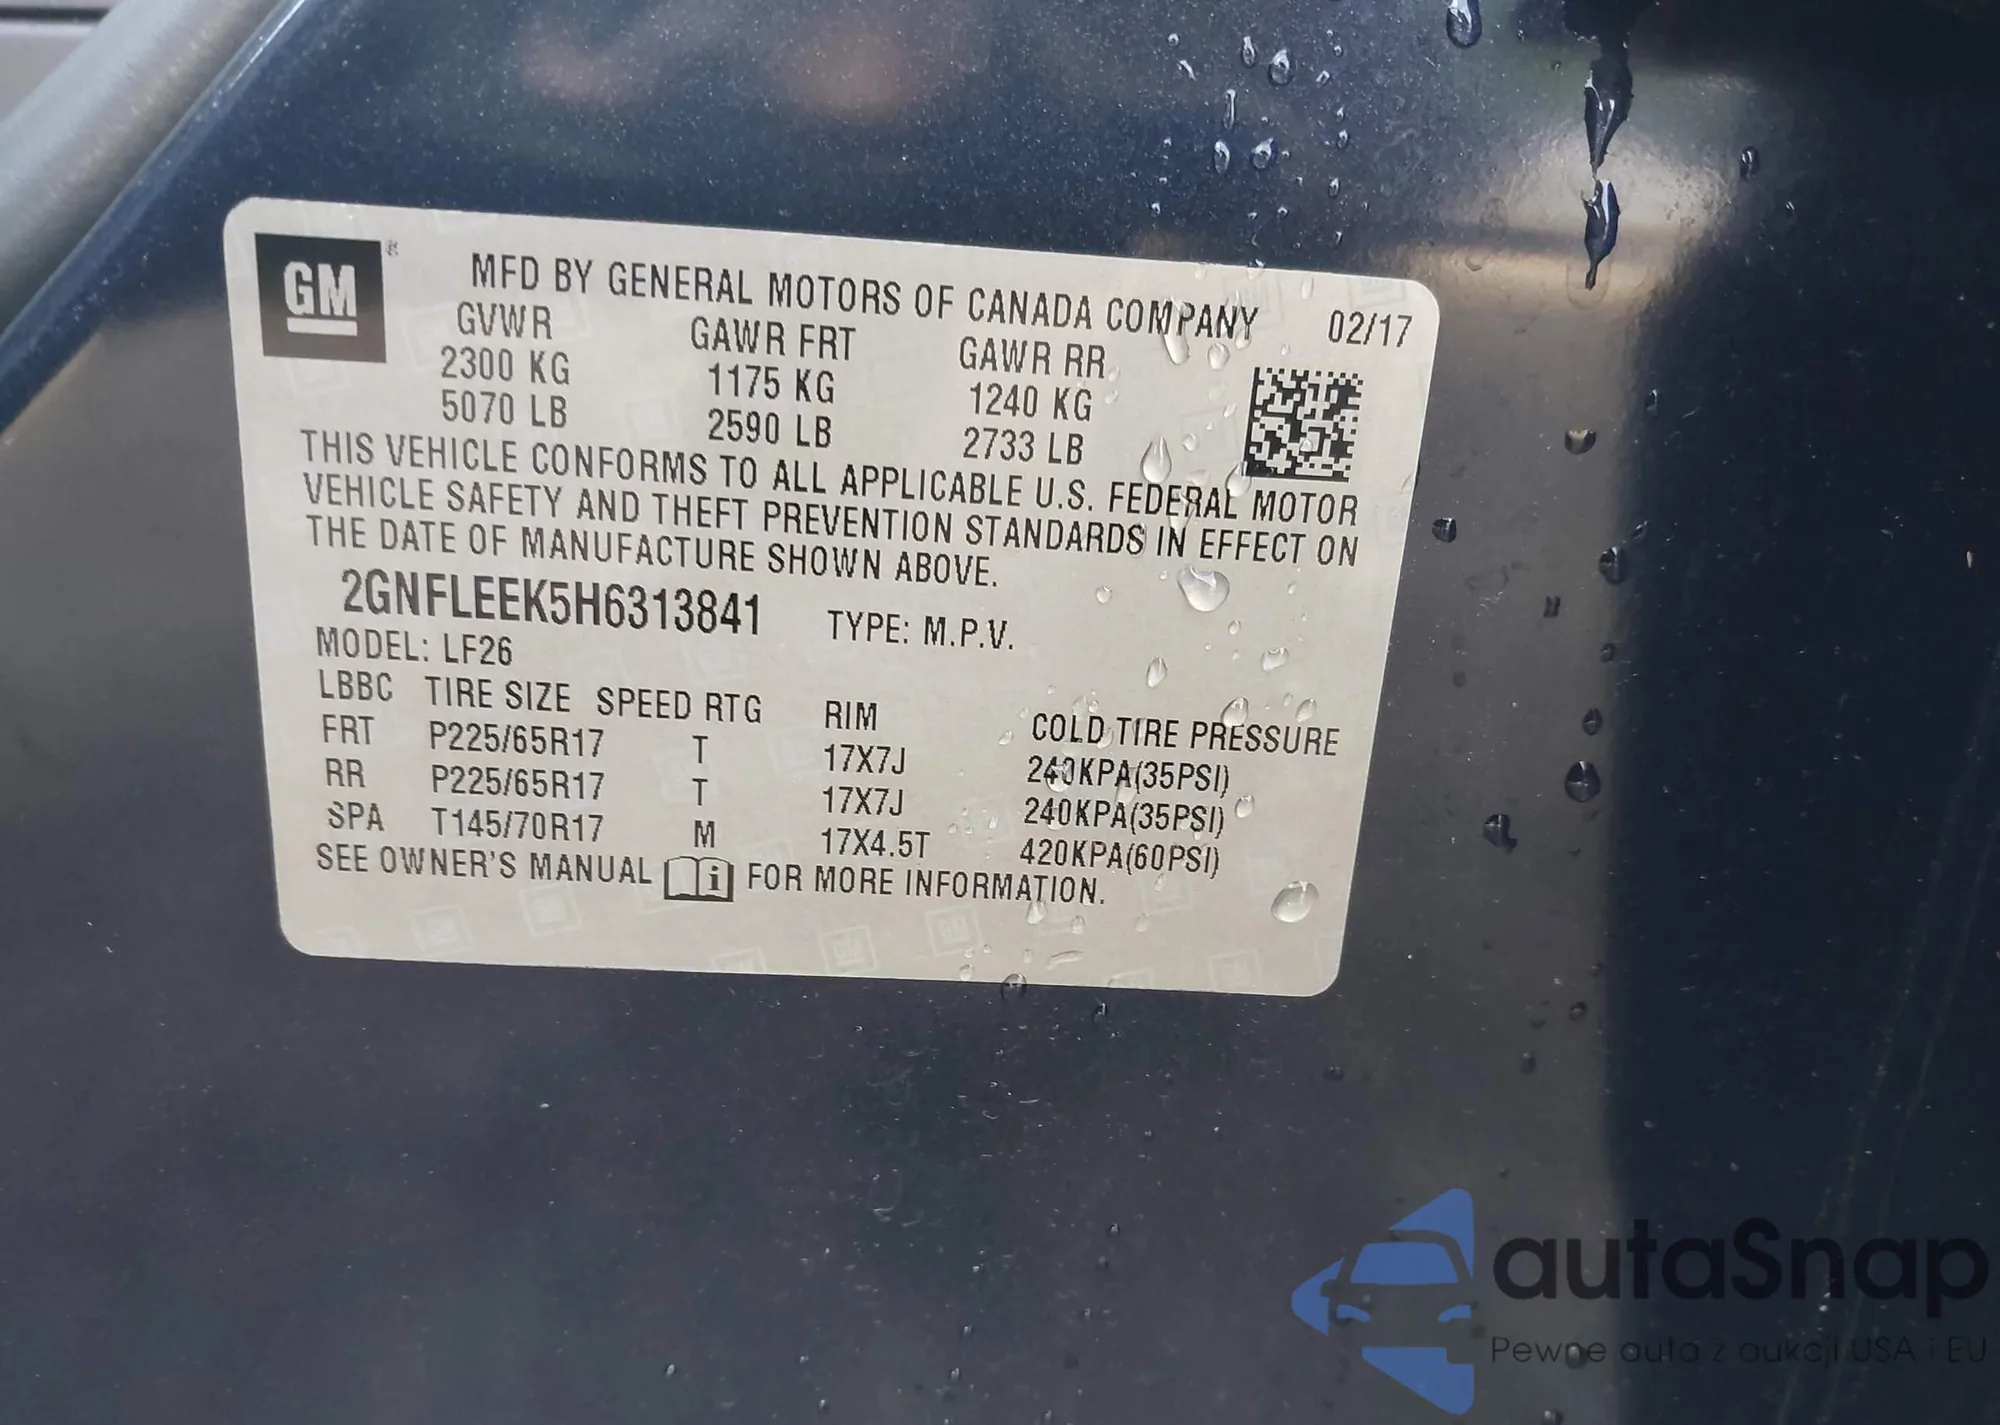 GM ® MFD BY GENERAL MOTORS OF CANADA COMPANY 02/17
GVWR GAWR FRT GAWR RR
2300 KG 1175 KG 1240 KG
5070 LB 2590 LB 2733 LB
THIS VEHICLE CONFORMS TO ALL APPLICABLE U.S. FEDERAL MOTOR
VEHICLE SAFETY AND THEFT PREVENTION STANDARDS IN EFFECT ON
THE DATE OF MANUFACTURE SHOWN ABOVE.
2GNFLEEK5H6313841 TYPE: M.P.V.
MODEL: LF26
LBBC TIRE SIZE SPEED RTG RIM COLD TIRE PRESSURE
FRT P225/65R17 T 17X7J 240KPA(35PSI)
RR P225/65R17 T 17X7J 240KPA(35PSI)
SPA T145/70R17 M 17X4.5T 420KPA(60PSI)
SEE OWNER'S MANUAL i FOR MORE INFORMATION.
autaSnap
Pewne auta z aukcji USA i EU